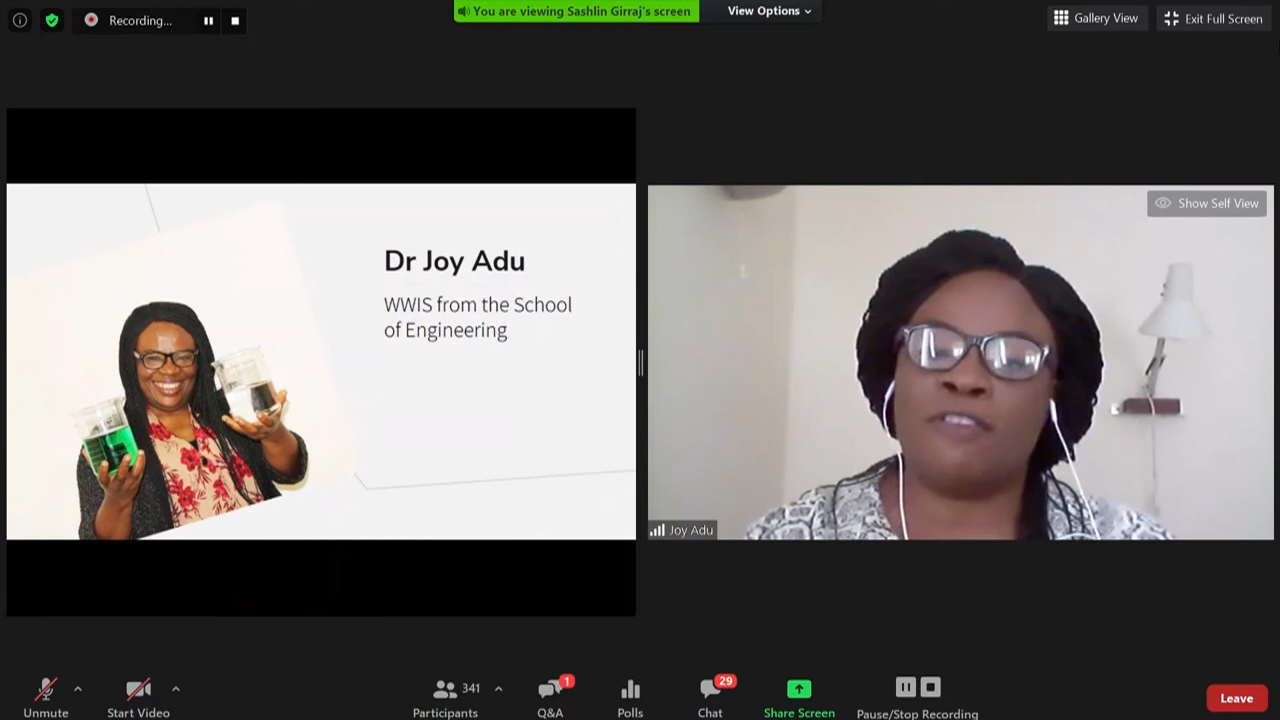 Recording...
You are viewing Sashlin Girraj's screen
View Options
Gallery View
Exit Full Screen
Dr Joy Adu
WWIS from the School
of Engineering
Show Self View
Joy Adu
Unmute
Start Video
341
Participants
1
Q&A
Polls
29
Chat
Share Screen
Pause/Stop Recording
Leave